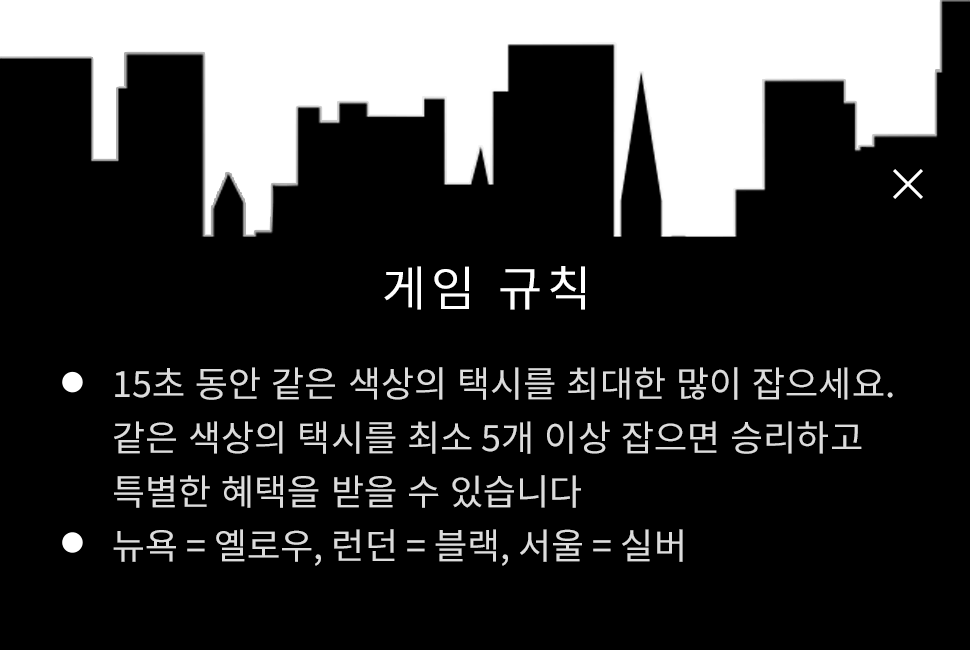 게임 규칙
● 15초 동안 같은 색상의 택시를 최대한 많이 잡으세요.
같은 색상의 택시를 최소 5개 이상 잡으면 승리하고
특별한 혜택을 받을 수 있습니다
● 뉴욕 = 옐로우, 런던 = 블랙, 서울 = 실버